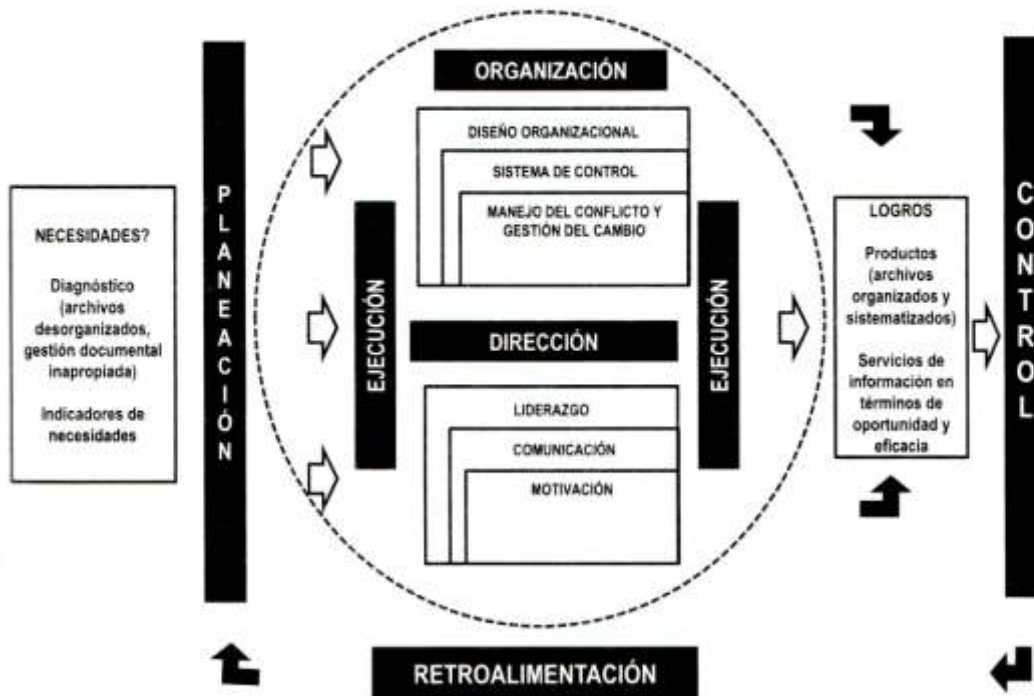 NECESIDADES?
Diagnóstico
(archivos
desorganizados,
gestión documental
inapropiada)
Indicadores de
necesidades
PLANEACIÓN
ORGANIZACIÓN
DISEÑO ORGANIZACIONAL
SISTEMA DE CONTROL
MANEJO DEL CONFLICTO Y
GESTIÓN DEL CAMBIO
EJECUCIÓN
DIRECCIÓN
LIDERAZGO
COMUNICACIÓN
MOTIVACIÓN
EJECUCIÓN
LOGROS
Productos
(archivos
organizados y
sistematizados)
Servicios de
información en
términos de
oportunidad y
eficacia
CONTROL
RETROALIMENTACIÓN